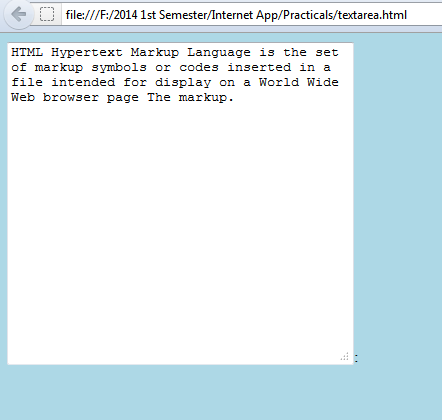 file:///F:/2014 1st Semester/Internet App/Practicals/textarea.html
HTML Hypertext Markup Language is the set
of markup symbols or codes inserted in a
file intended for display on a World Wide
Web browser page The markup.
: